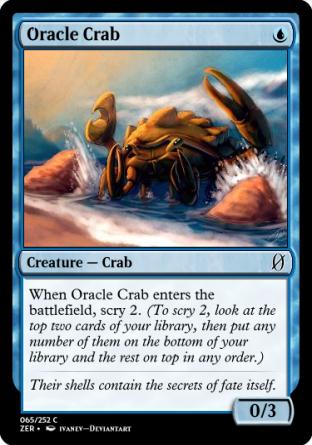 Oracle Crab
Creature — Crab
When Oracle Crab enters the
battlefield, scry 2. (To scry 2, look at the
top two cards of your library, then put any
number of them on the bottom of your
library and the rest on top in any order.)
Their shells contain the secrets of fate itself.
0/3
065/252 C
ZER • IVANEV—DEVIANTART